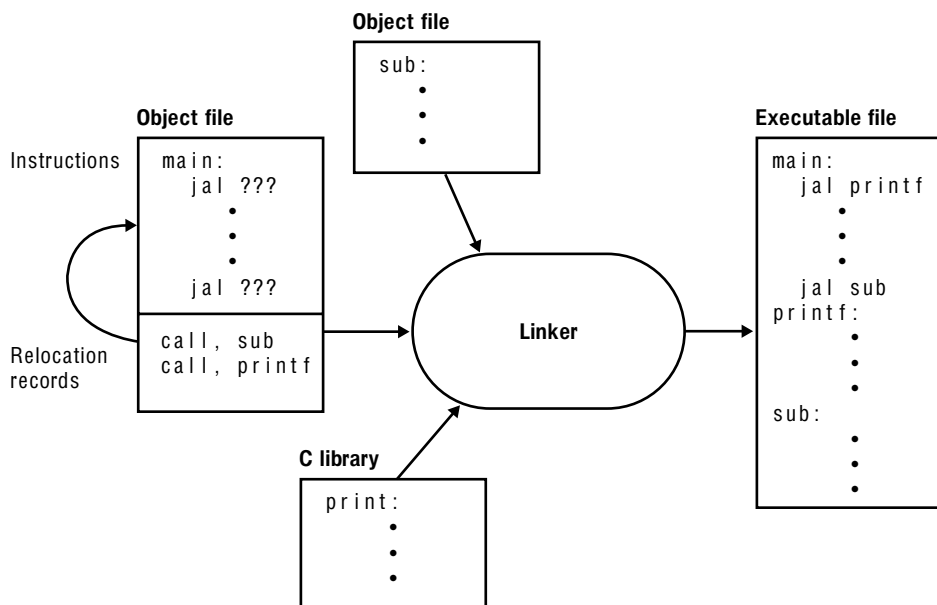 Object file
sub:
Object file
Instructions
main:
jal ???
jal ???
Relocation
records
call, sub
call, printf
Linker
C library
print:
Executable file
main:
jal printf
jal sub
printf:
sub: